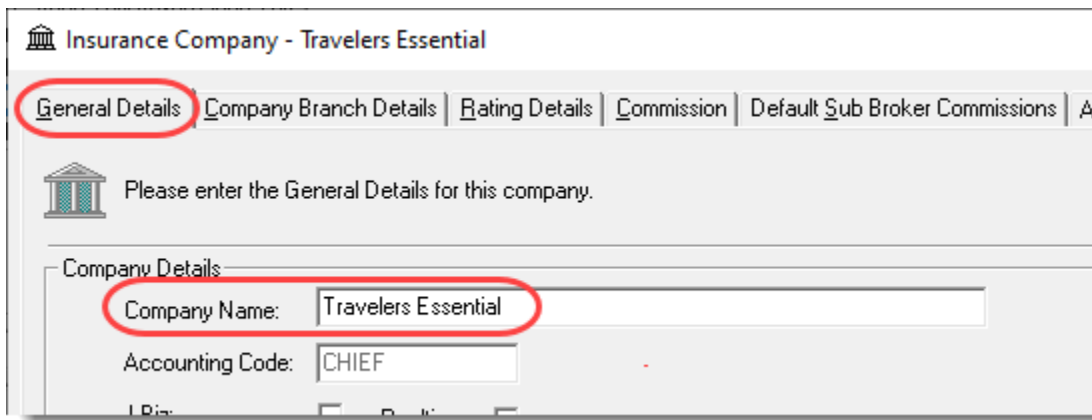 Insurance Company - Travelers Essential
General Details Company Branch Details Rating Details Commission Default Sub Broker Commissions A
Please enter the General Details for this company.
Company Details
Company Name: Travelers Essential
Accounting Code: CHIEF